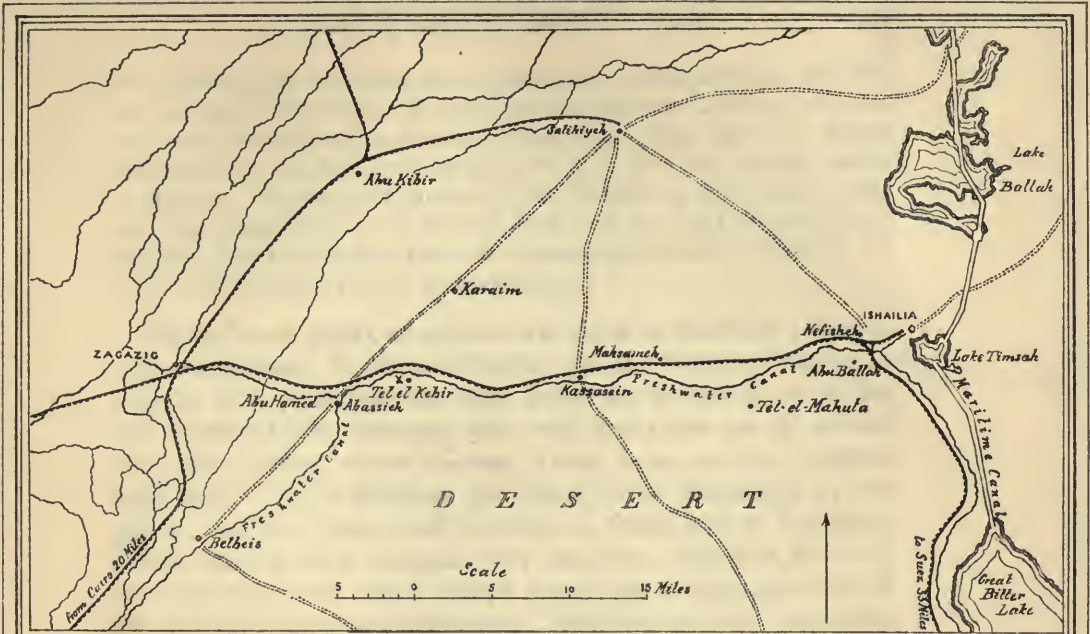 Salihiyeh
Abu Kibir
Lake
Ballah
Karaim
ISMAILIA
Nefisheh
ZAGAZIG
Mahsameh
Lake Timsah
Abu Ballah
Tel el Kebir
Kassassin
Freshwater Canal
Abu Hamed
Abassieh
Tel-el-Mahuta
Maritime Canal
Freshwater Canal
DESERT
Belbeis
from Cairo 20 Miles
Scale
5 0 5 10 15 Miles
to Suez 33 Miles
Great
Bitter
Lake